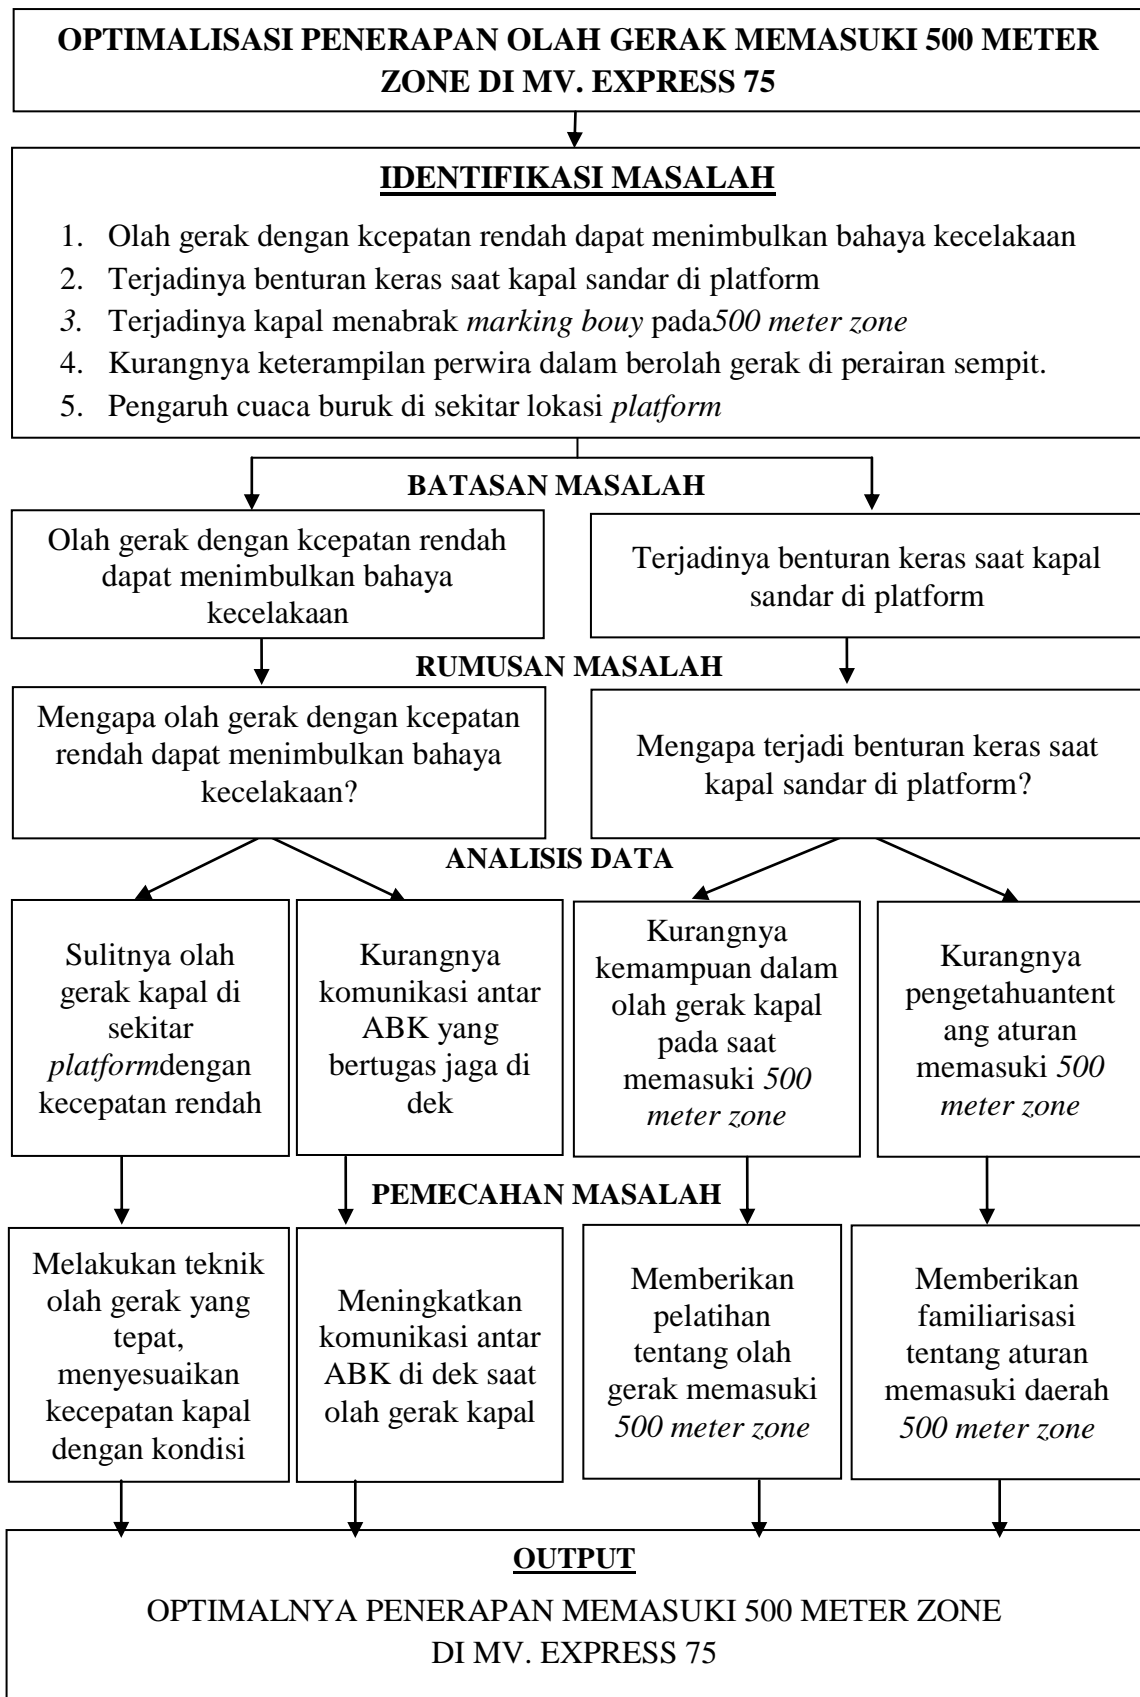 OPTIMALISASI PENERAPAN OLAH GERAK MEMASUKI 500 METER
ZONE DI MV. EXPRESS 75
IDENTIFIKASI MASALAH
1. Olah gerak dengan kcepatan rendah dapat menimbulkan bahaya kecelakaan
2. Terjadinya benturan keras saat kapal sandar di platform
3. Terjadinya kapal menabrak marking bouy pada500 meter zone
4. Kurangnya keterampilan perwira dalam berolah gerak di perairan sempit.
5. Pengaruh cuaca buruk di sekitar lokasi platform
BATASAN MASALAH
Olah gerak dengan kcepatan rendah
dapat menimbulkan bahaya
kecelakaan
Terjadinya benturan keras saat kapal
sandar di platform
RUMUSAN MASALAH
Mengapa olah gerak dengan kcepatan
rendah dapat menimbulkan bahaya
kecelakaan?
Mengapa terjadi benturan keras saat
kapal sandar di platform?
ANALISIS DATA
Sulitnya olah
gerak kapal di
sekitar
platformdengan
kecepatan rendah
Kurangnya
komunikasi antar
ABK yang
bertugas jaga di
dek
Kurangnya
kemampuan dalam
olah gerak kapal
pada saat
memasuki 500
meter zone
Kurangnya
pengetahuantent
ang aturan
memasuki 500
meter zone
PEMECAHAN MASALAH
Melakukan teknik
olah gerak yang
tepat,
menyesuaikan
kecepatan kapal
dengan kondisi
Meningkatkan
komunikasi antar
ABK di dek saat
olah gerak kapal
Memberikan
pelatihan
tentang olah
gerak memasuki
500 meter zone
Memberikan
familiarisasi
tentang aturan
memasuki daerah
500 meter zone
OUTPUT
OPTIMALNYA PENERAPAN MEMASUKI 500 METER ZONE
DI MV. EXPRESS 75